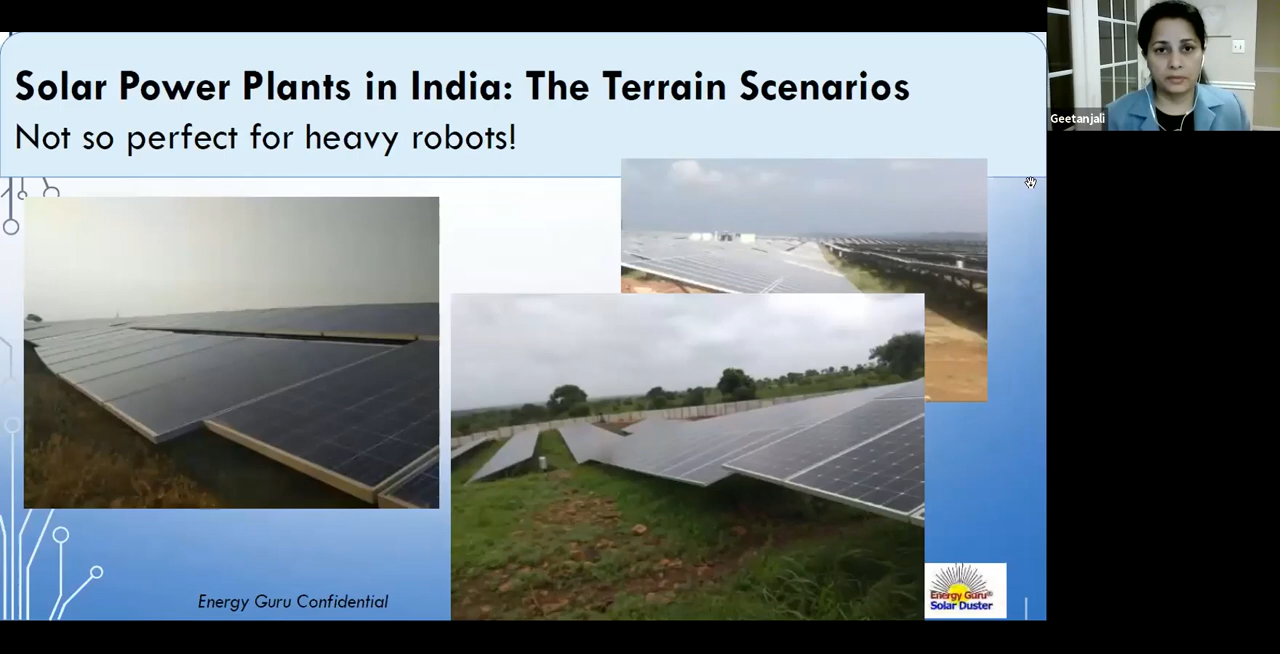 Solar Power Plants in India: The Terrain Scenarios
Not so perfect for heavy robots!
Geetanjali
Energy Guru Confidential
Energy Guru®
Solar Duster